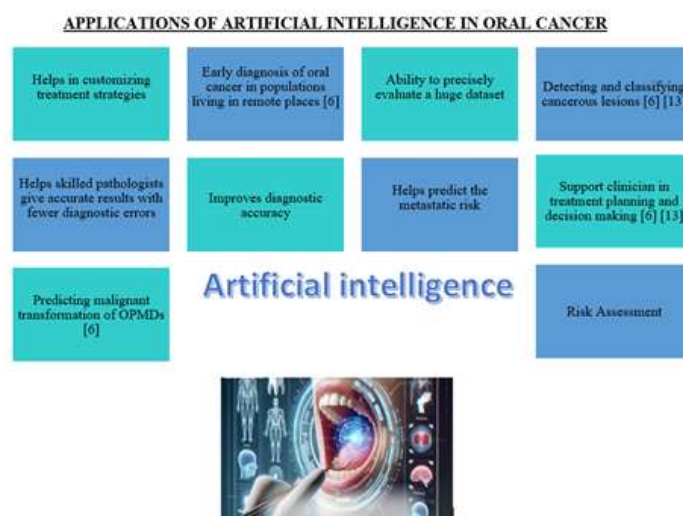 APPLICATIONS OF ARTIFICIAL INTELLIGENCE IN ORAL CANCER
Helps in customizing
treatment strategies
Early diagnosis of oral
cancer in populations
living in remote places [6]
Ability to precisely
evaluate a huge dataset
Detecting and classifying
cancerous lesions [6] [13]
Helps skilled pathologists
give accurate results with
fewer diagnostic errors
Improves diagnostic
accuracy
Helps predict the
metastatic risk
Support clinician in
treatment planning and
decision making [6] [13]
Predicting malignant
transformation of OPMDs
[6]
Artificial intelligence
Risk Assessment